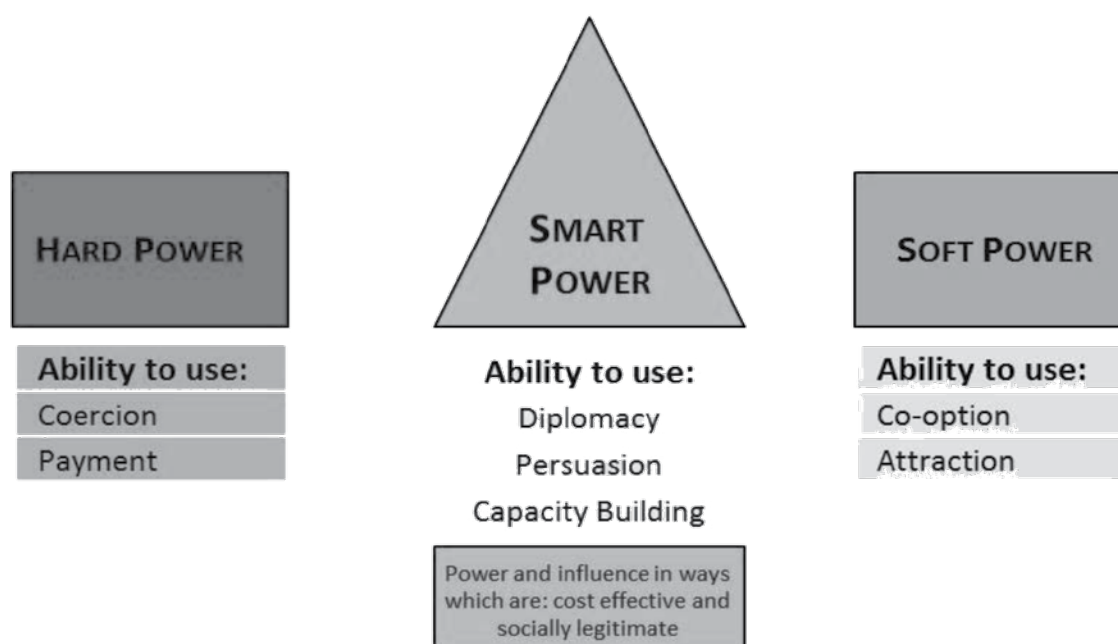 HARD POWER
Ability to use:
Coercion
Payment
SMART
POWER
Ability to use:
Diplomacy
Persuasion
Capacity Building
Power and influence in ways
which are: cost effective and
socially legitimate
SOFT POWER
Ability to use:
Co-option
Attraction